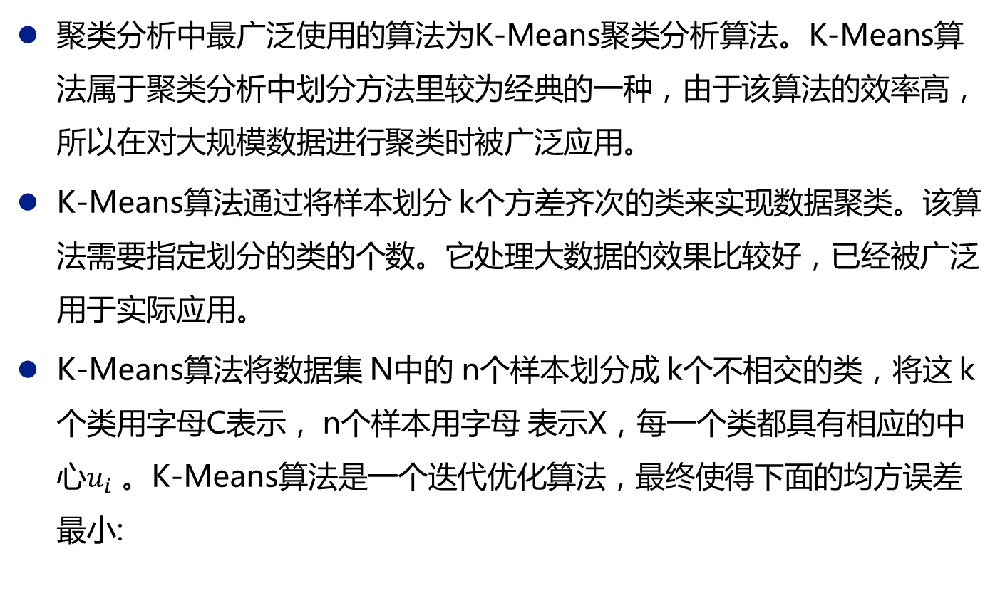 ● 聚类分析中最广泛使用的算法为K-Means聚类分析算法。K-Means算
法属于聚类分析中划分方法里较为经典的一种，由于该算法的效率高，
所以在对大规模数据进行聚类时被广泛应用。
● K-Means算法通过将样本划分 k个方差齐次的类来实现数据聚类。该算
法需要指定划分的类的个数。它处理大数据的效果比较好，已经被广泛
用于实际应用。
● K-Means算法将数据集 N中的 n个样本划分成 k个不相交的类，将这 k
个类用字母C表示， n个样本用字母 表示X，每一个类都具有相应的中
心uᵢ 。K-Means算法是一个迭代优化算法，最终使得下面的均方误差
最小: